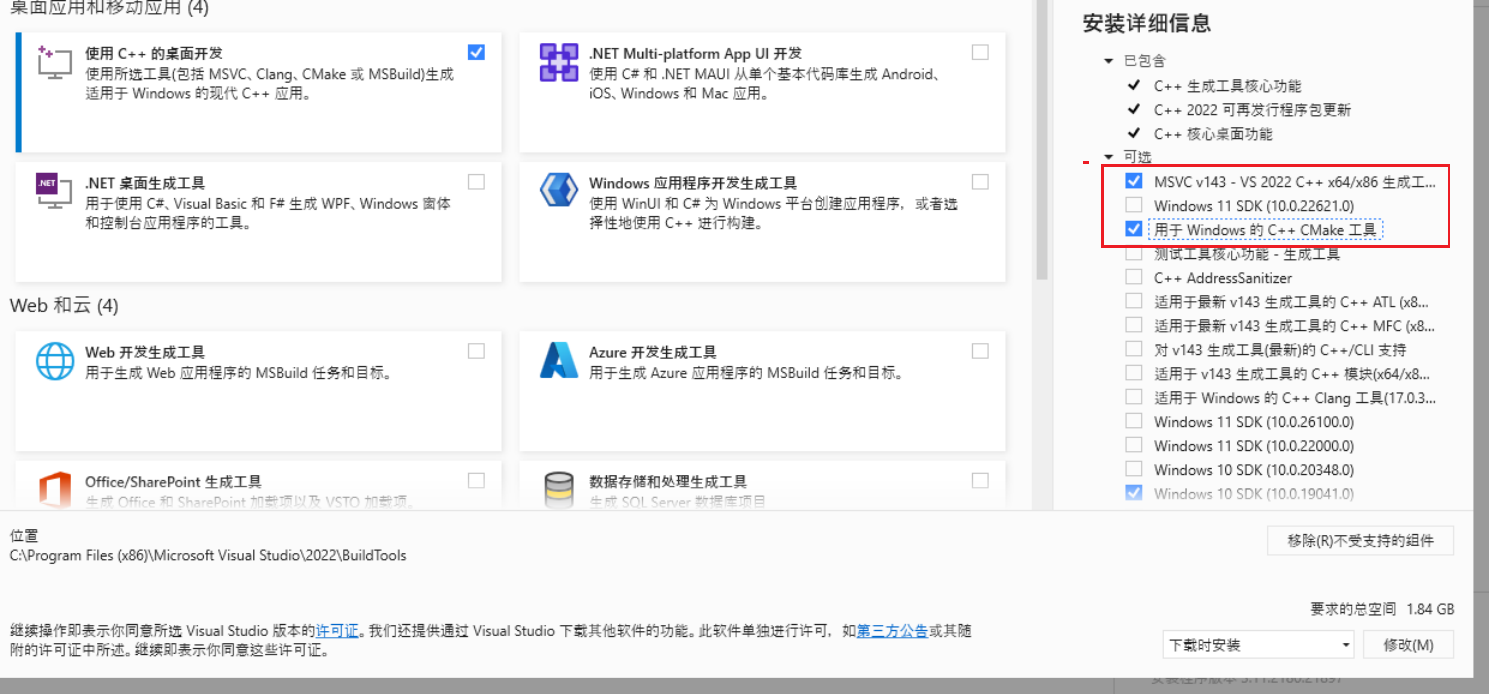 桌面应用和移动应用 (4)
使用 C++ 的桌面开发
使用所选工具(包括 MSVC、Clang、CMake 或 MSBuild)生成
适用于 Windows 的现代 C++ 应用。
.NET Multi-platform App UI 开发
使用 C# 和 .NET MAUI 从单个基本代码库生成 Android、
iOS、Windows 和 Mac 应用。
.NET
.NET 桌面生成工具
用于使用 C#、Visual Basic 和 F# 生成 WPF、Windows 窗体
和控制台应用程序的工具。
Windows 应用程序开发生成工具
使用 WinUI 和 C# 为 Windows 平台创建应用程序，或者选
择性地使用 C++ 进行构建。
Web 和云 (4)
Web 开发生成工具
用于生成 Web 应用程序的 MSBuild 任务和目标。
Azure 开发生成工具
用于生成 Azure 应用程序的 MSBuild 任务和目标。
Office/SharePoint 生成工具
生成 Office 和 SharePoint 加载项以及 VSTO 加载项。
数据存储和处理生成工具
生成 SQL Server 数据库项目
安装详细信息
已包含
C++ 生成工具核心功能
C++ 2022 可再发行程序包更新
C++ 核心桌面功能
可选
MSVC v143 - VS 2022 C++ x64/x86 生成工...
Windows 11 SDK (10.0.22621.0)
用于 Windows 的 C++ CMake 工具
测试工具核心功能 - 生成工具
C++ AddressSanitizer
适用于最新 v143 生成工具的 C++ ATL (x8...
适用于最新 v143 生成工具的 C++ MFC (x8...
对 v143 生成工具(最新)的 C++/CLI 支持
适用于 v143 生成工具的 C++ 模块(x64/x8...
适用于 Windows 的 C++ Clang 工具(17.0.3...
Windows 11 SDK (10.0.26100.0)
Windows 11 SDK (10.0.22000.0)
Windows 10 SDK (10.0.20348.0)
Windows 10 SDK (10.0.19041.0)
位置
C:\Program Files (x86)\Microsoft Visual Studio\2022\BuildTools
移除(R)不受支持的组件
要求的总空间 1.84 GB
继续操作即表示你同意所选 Visual Studio 版本的许可证。我们还提供通过 Visual Studio 下载其他软件的功能。此软件单独进行许可，如第三方公告或其随
附的许可证中所述。继续即表示你同意这些许可证。
下载时安装
修改(M)